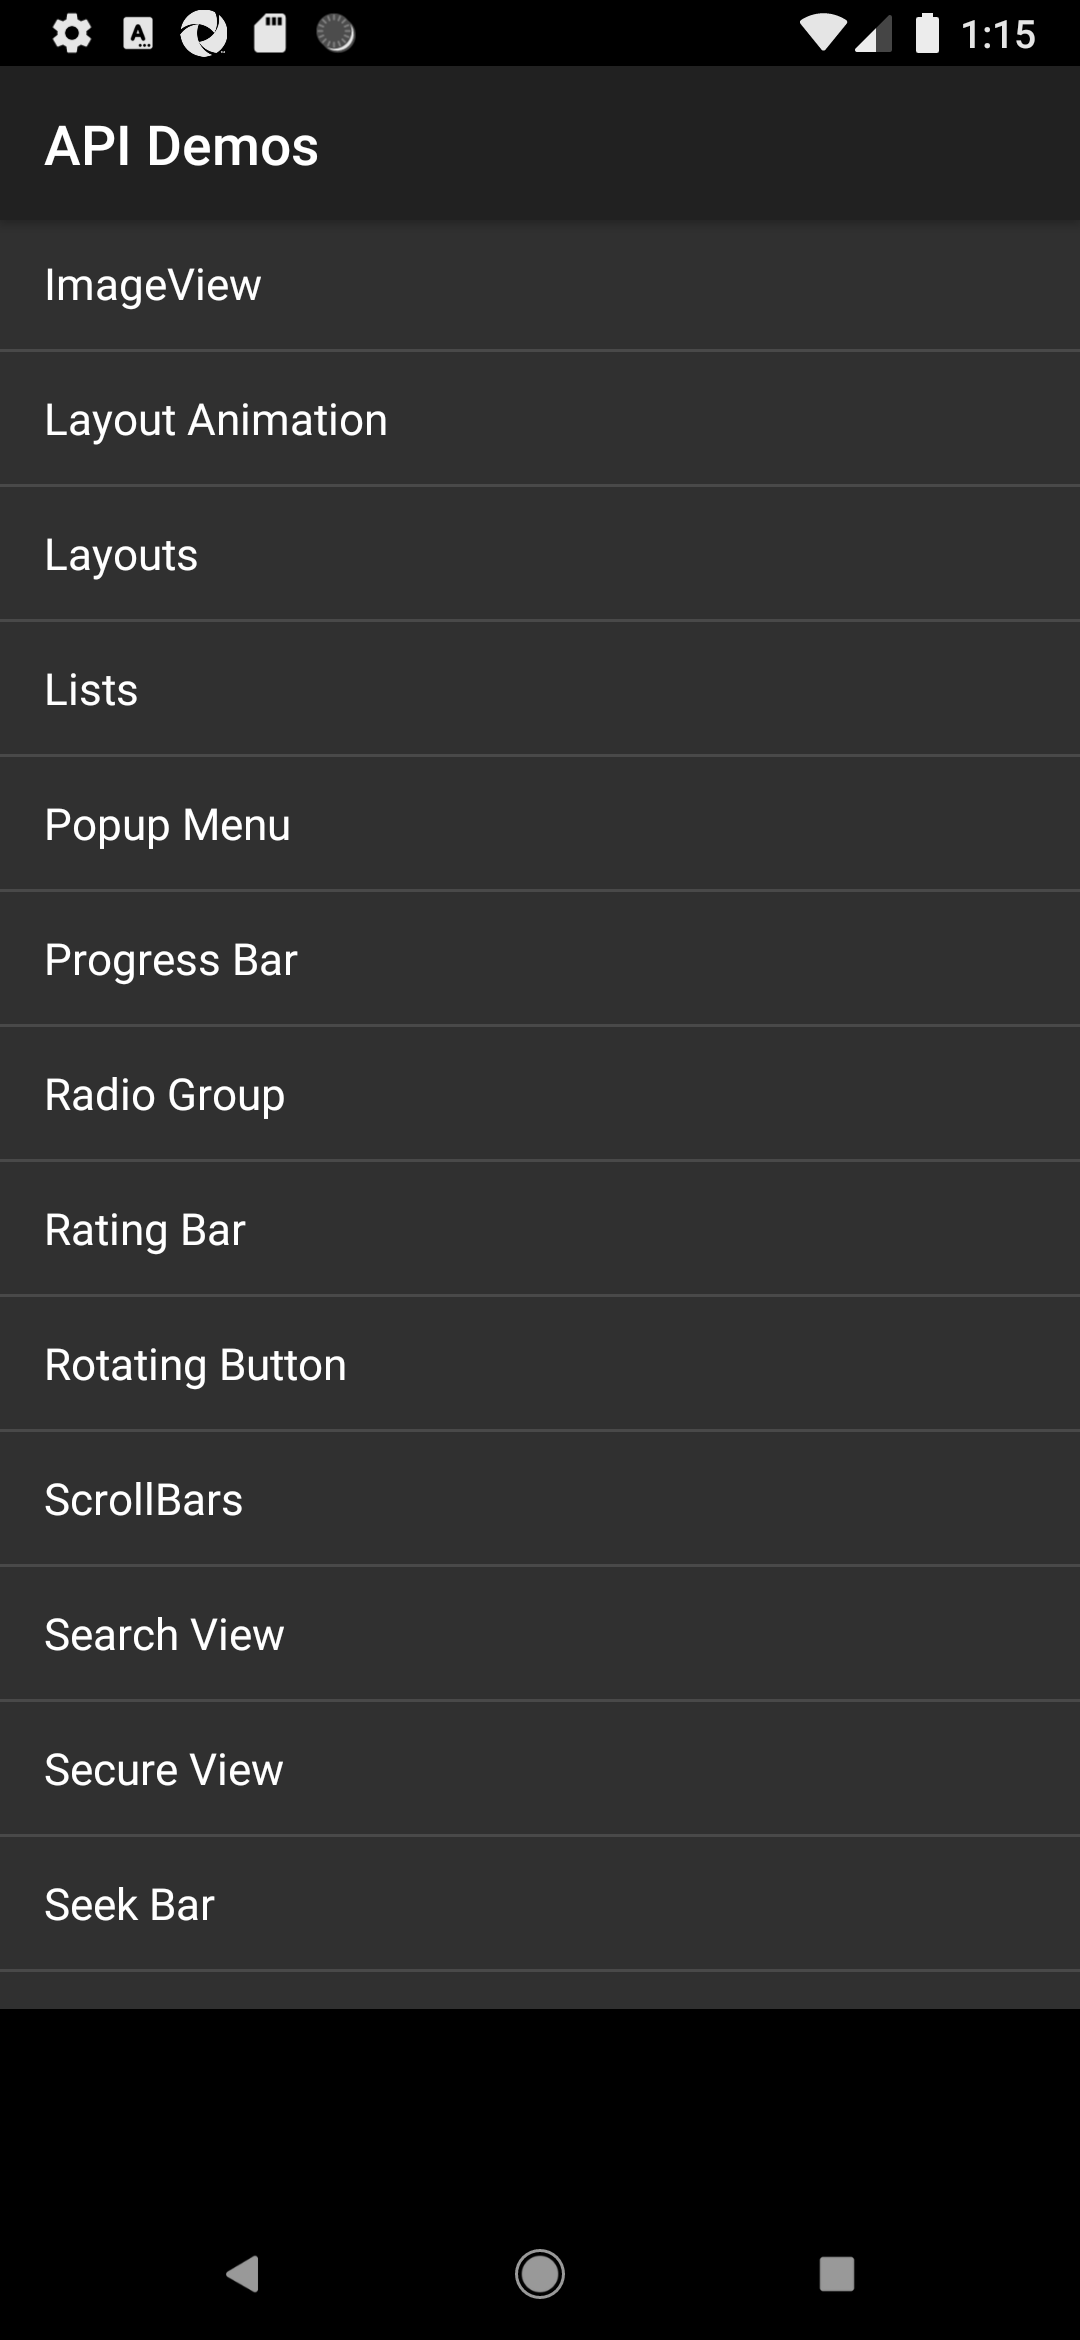 1:15
API Demos
ImageView
Layout Animation
Layouts
Lists
Popup Menu
Progress Bar
Radio Group
Rating Bar
Rotating Button
ScrollBars
Search View
Secure View
Seek Bar